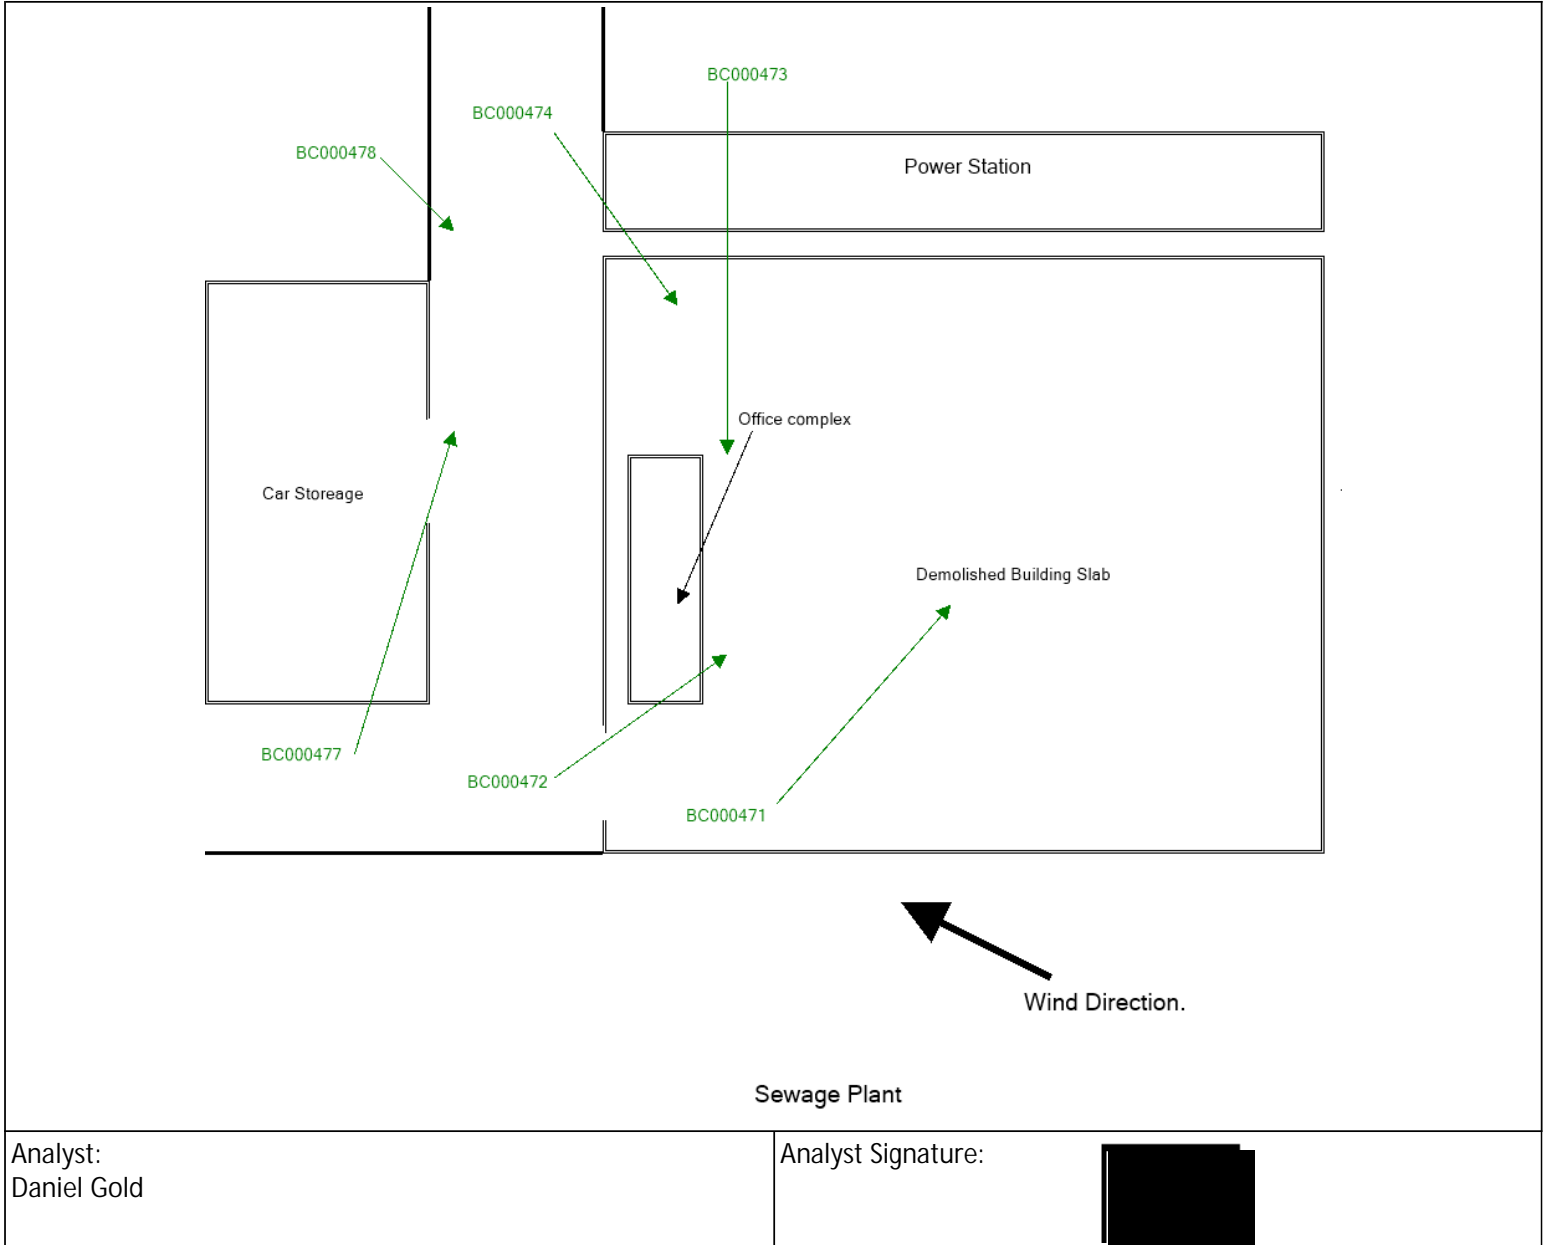 BC000473
BC000474
BC000478
Power Station
Office complex
Car Storeage
Demolished Building Slab
BC000477
BC000472
BC000471
Wind Direction.
Sewage Plant
Analyst:
Daniel Gold
Analyst Signature: